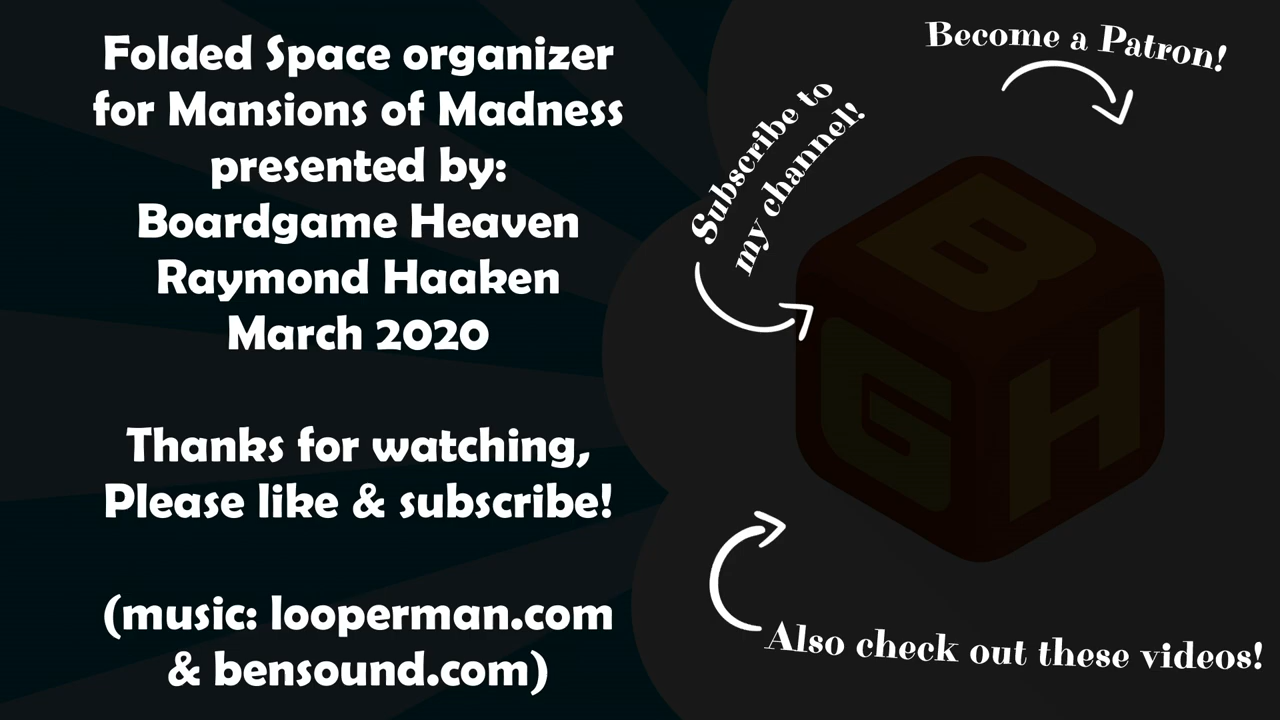 Folded Space organizer
for Mansions of Madness
presented by:
Boardgame Heaven
Raymond Haaken
March 2020
Thanks for watching,
Please like & subscribe!
(music: looperman.com
& bensound.com)
Become a Patron!
Subscribe to
my channel!
B
G
H
Also check out these videos!